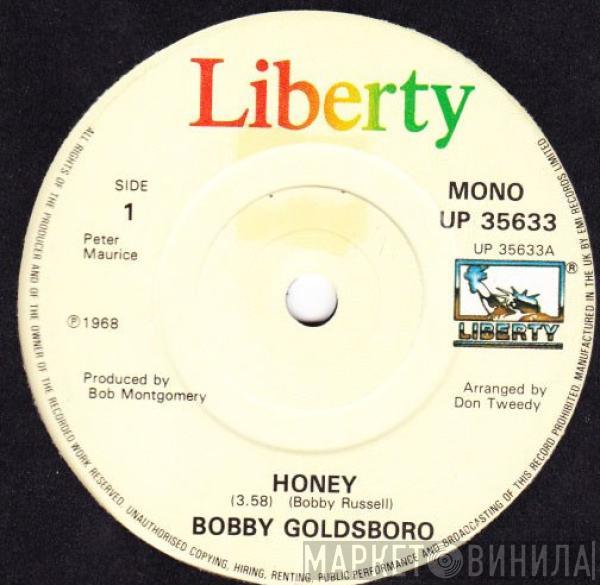 Liberty
SIDE
1
MONO
UP 35633
UP 35633A
Peter
Maurice
®
LIBERTY
℗1968
Produced by
Bob Montgomery
Arranged by
Don Tweedy
HONEY
(3.58) (Bobby Russell)
BOBBY GOLDSBORO
ALL RIGHTS OF THE PRODUCER AND OF THE OWNER OF THE RECORDED WORK RESERVED. UNAUTHORISED COPYING, HIRING, RENTING, PUBLIC PERFORMANCE AND BROADCASTING OF THIS RECORD PROHIBITED. MANUFACTURED IN THE UK BY EMI RECORDS LIMITED
МАРКЕТ ВИНИЛА